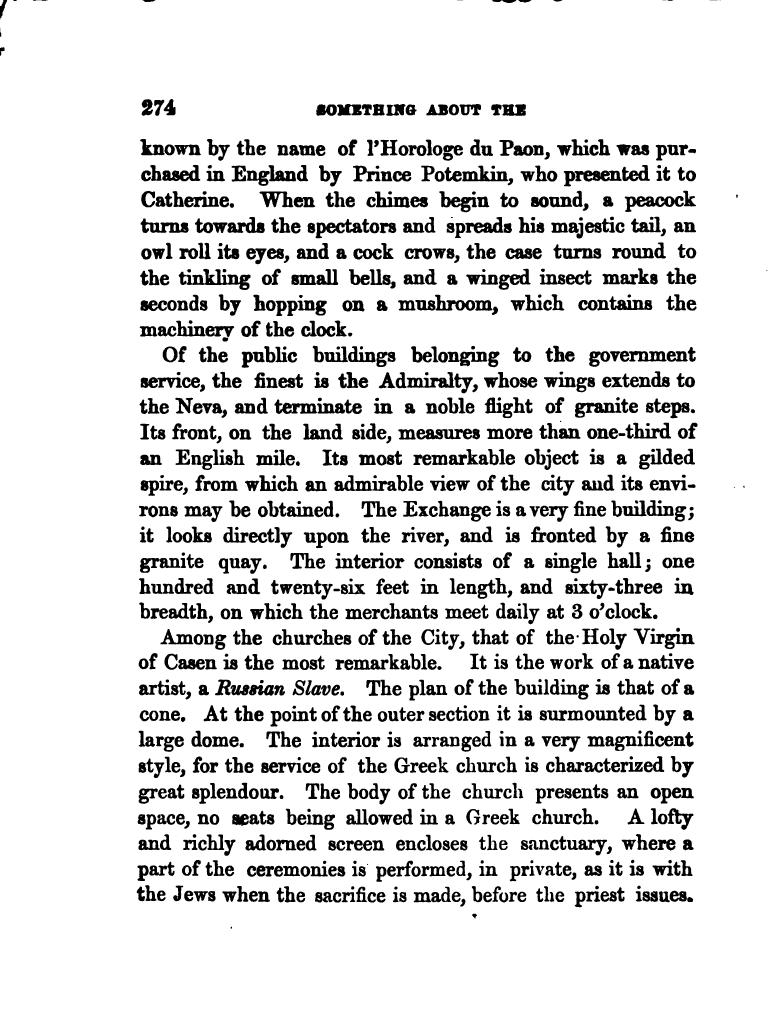 274 SOMETHING ABOUT THE
known by the name of l'Horologe du Paon, which was pur-
chased in England by Prince Potemkin, who presented it to
Catherine. When the chimes begin to sound, a peacock
turns towards the spectators and spreads his majestic tail, an
owl roll its eyes, and a cock crows, the case turns round to
the tinkling of small bells, and a winged insect marks the
seconds by hopping on a mushroom, which contains the
machinery of the clock.
Of the public buildings belonging to the government
service, the finest is the Admiralty, whose wings extends to
the Neva, and terminate in a noble flight of granite steps.
Its front, on the land side, measures more than one-third of
an English mile. Its most remarkable object is a gilded
spire, from which an admirable view of the city and its envi-
rons may be obtained. The Exchange is a very fine building;
it looks directly upon the river, and is fronted by a fine
granite quay. The interior consists of a single hall; one
hundred and twenty-six feet in length, and sixty-three in
breadth, on which the merchants meet daily at 3 o'clock.
Among the churches of the City, that of the Holy Virgin
of Casen is the most remarkable. It is the work of a native
artist, a Russian Slave. The plan of the building is that of a
cone. At the point of the outer section it is surmounted by a
large dome. The interior is arranged in a very magnificent
style, for the service of the Greek church is characterized by
great splendour. The body of the church presents an open
space, no seats being allowed in a Greek church. A lofty
and richly adorned screen encloses the sanctuary, where a
part of the ceremonies is performed, in private, as it is with
the Jews when the sacrifice is made, before the priest issues.